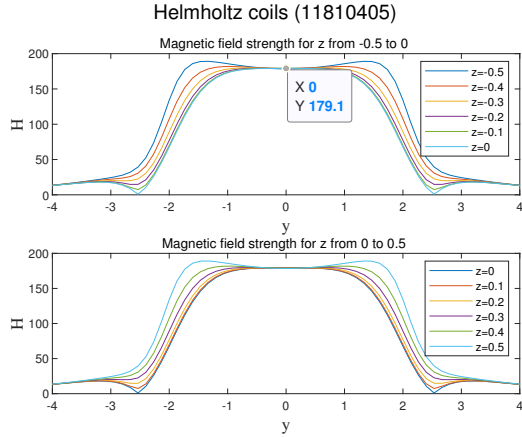 Helmholtz coils (11810405)
Magnetic field strength for z from -0.5 to 0
200
150
100
50
0
H
X 0
Y 179.1
z=-0.5
z=-0.4
z=-0.3
z=-0.2
z=-0.1
z=0
-4 -3 -2 -1 0 1 2 3 4
y
Magnetic field strength for z from 0 to 0.5
200
150
100
50
0
H
z=0
z=0.1
z=0.2
z=0.3
z=0.4
z=0.5
-4 -3 -2 -1 0 1 2 3 4
y